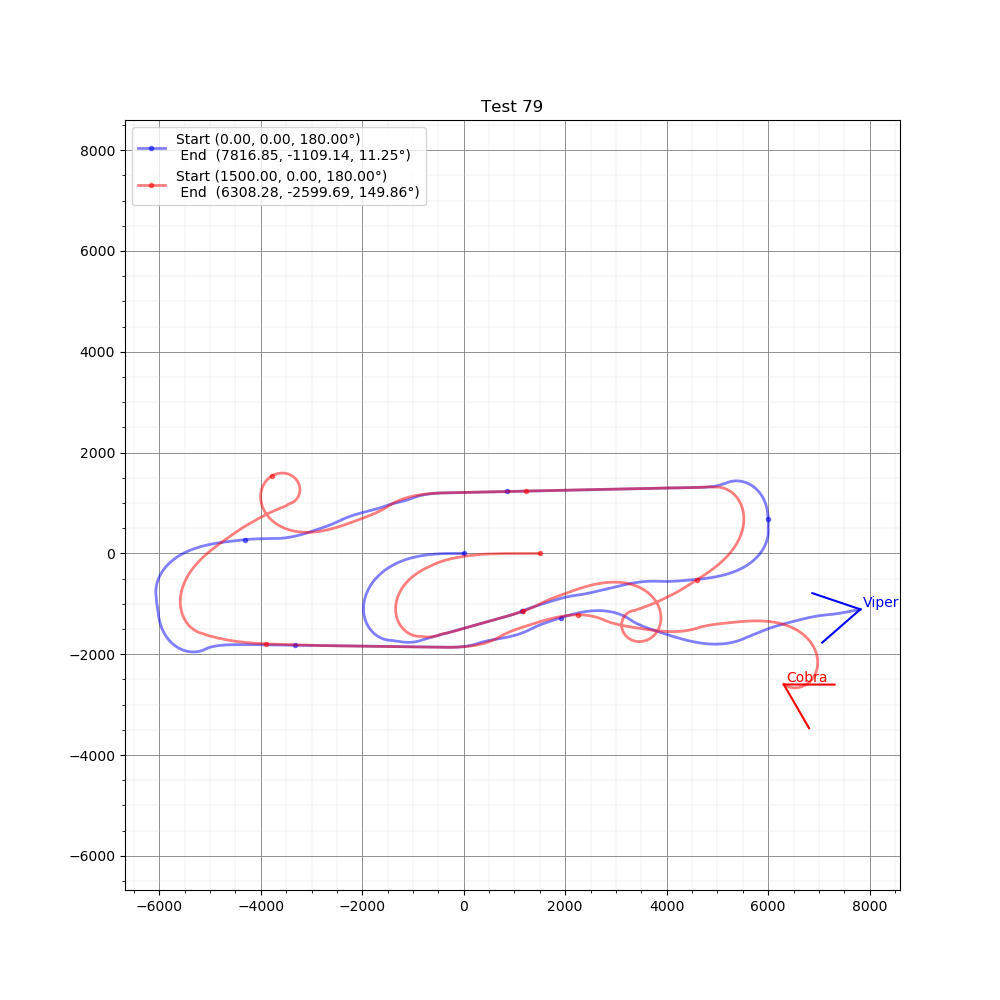 Test 79
Start (0.00, 0.00, 180.00°)
End (7816.85, -1109.14, 11.25°)
Start (1500.00, 0.00, 180.00°)
End (6308.28, -2599.69, 149.86°)
8000
6000
4000
2000
0
−2000
−4000
−6000
Viper
Cobra
−6000 −4000 −2000 0 2000 4000 6000 8000